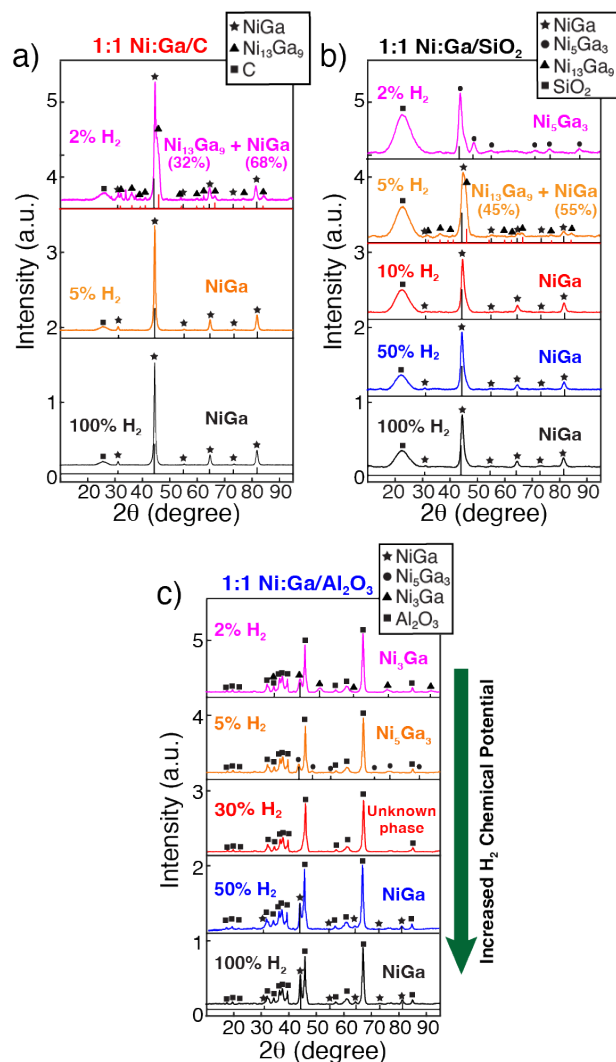 a)
1:1 Ni:Ga/C
★ NiGa
▲ Ni₁₃Ga₉
■ C
2% H₂
Ni₁₃Ga₉ + NiGa
(32%) (68%)
5% H₂
NiGa
100% H₂
NiGa
Intensity (a.u.)
5
4
3
2
1
0
20 30 40 50 60 70 80 90
2θ (degree)
b)
1:1 Ni:Ga/SiO₂
★ NiGa
● Ni₅Ga₃
▲ Ni₁₃Ga₉
■ SiO₂
2% H₂
Ni₅Ga₃
5% H₂
Ni₁₃Ga₉ + NiGa
(45%) (55%)
10% H₂
NiGa
50% H₂
NiGa
100% H₂
NiGa
Intensity (a.u.)
5
4
3
2
1
0
20 30 40 50 60 70 80 90
2θ (degree)
c)
1:1 Ni:Ga/Al₂O₃
★ NiGa
● Ni₅Ga₃
▲ Ni₃Ga
■ Al₂O₃
2% H₂
Ni₃Ga
5% H₂
Ni₅Ga₃
30% H₂
Unknown
phase
50% H₂
NiGa
100% H₂
NiGa
Intensity (a.u.)
5
4
3
2
1
0
20 30 40 50 60 70 80 90
2θ (degree)
Increased H₂ Chemical Potential